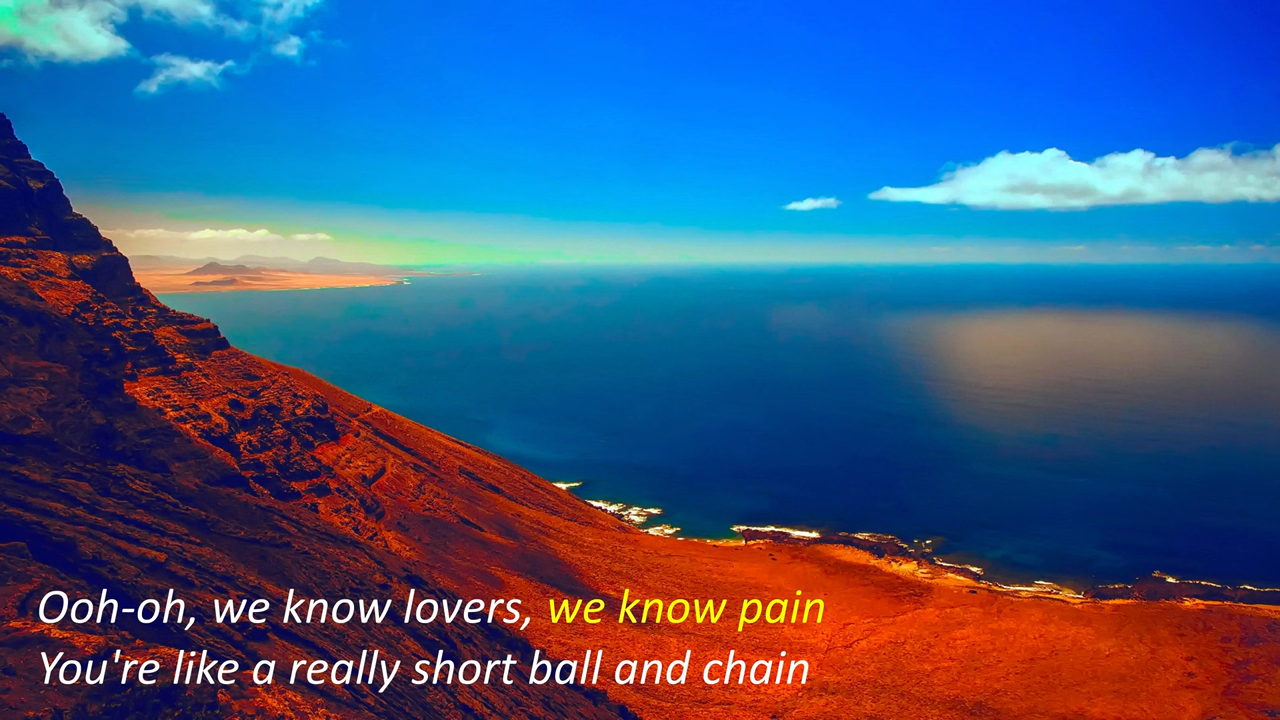 Ooh-oh, we know lovers, we know pain
You're like a really short ball and chain